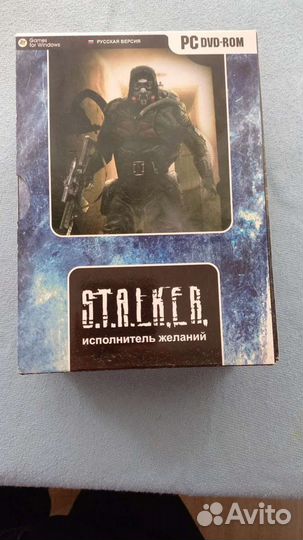 Games
for Windows
РУССКАЯ ВЕРСИЯ
PC DVD-ROM
S.T.A.L.K.E.R.
исполнитель желаний
Avito